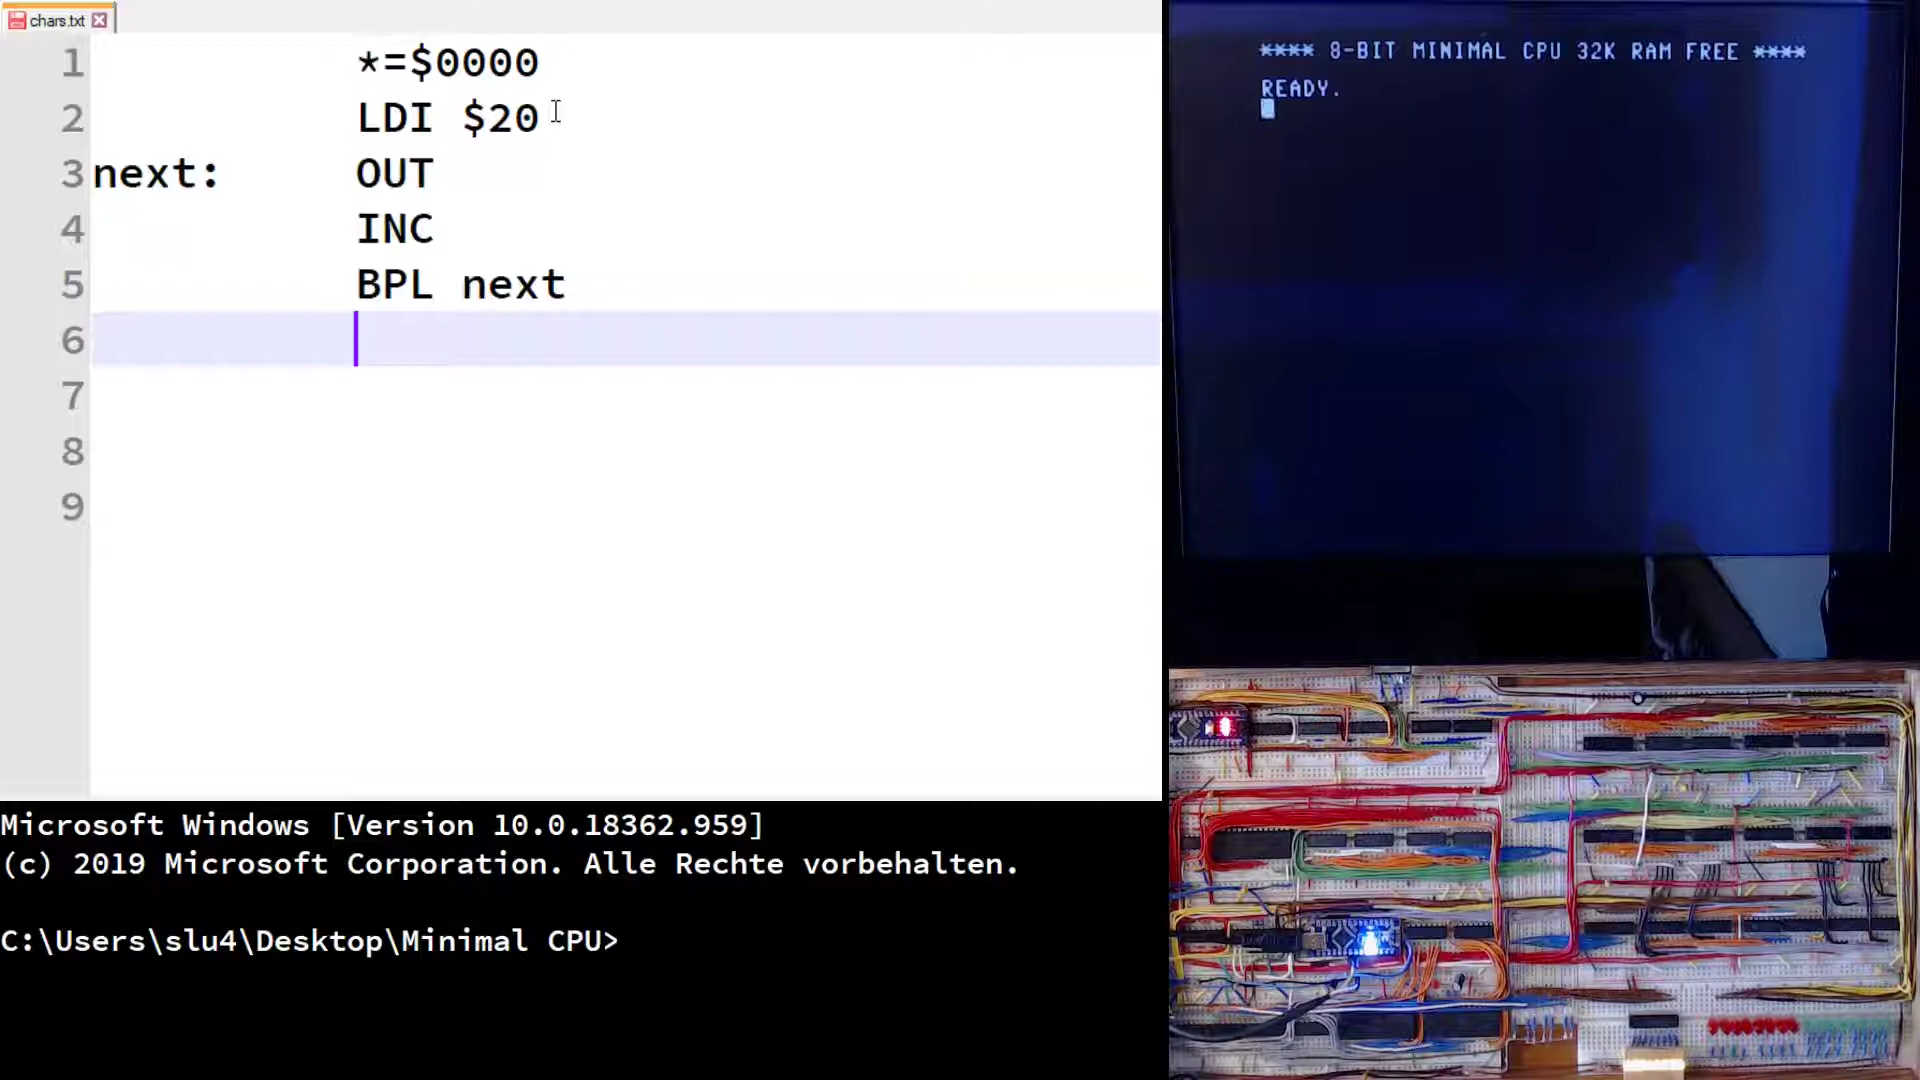 chars.txt
1 *=$0000
2 LDI $20
3 next: OUT
4 INC
5 BPL next
6
7
8
9
Microsoft Windows [Version 10.0.18362.959]
(c) 2019 Microsoft Corporation. Alle Rechte vorbehalten.
C:\Users\slu4\Desktop\Minimal CPU>
**** 8-BIT MINIMAL CPU 32K RAM FREE ****
READY.